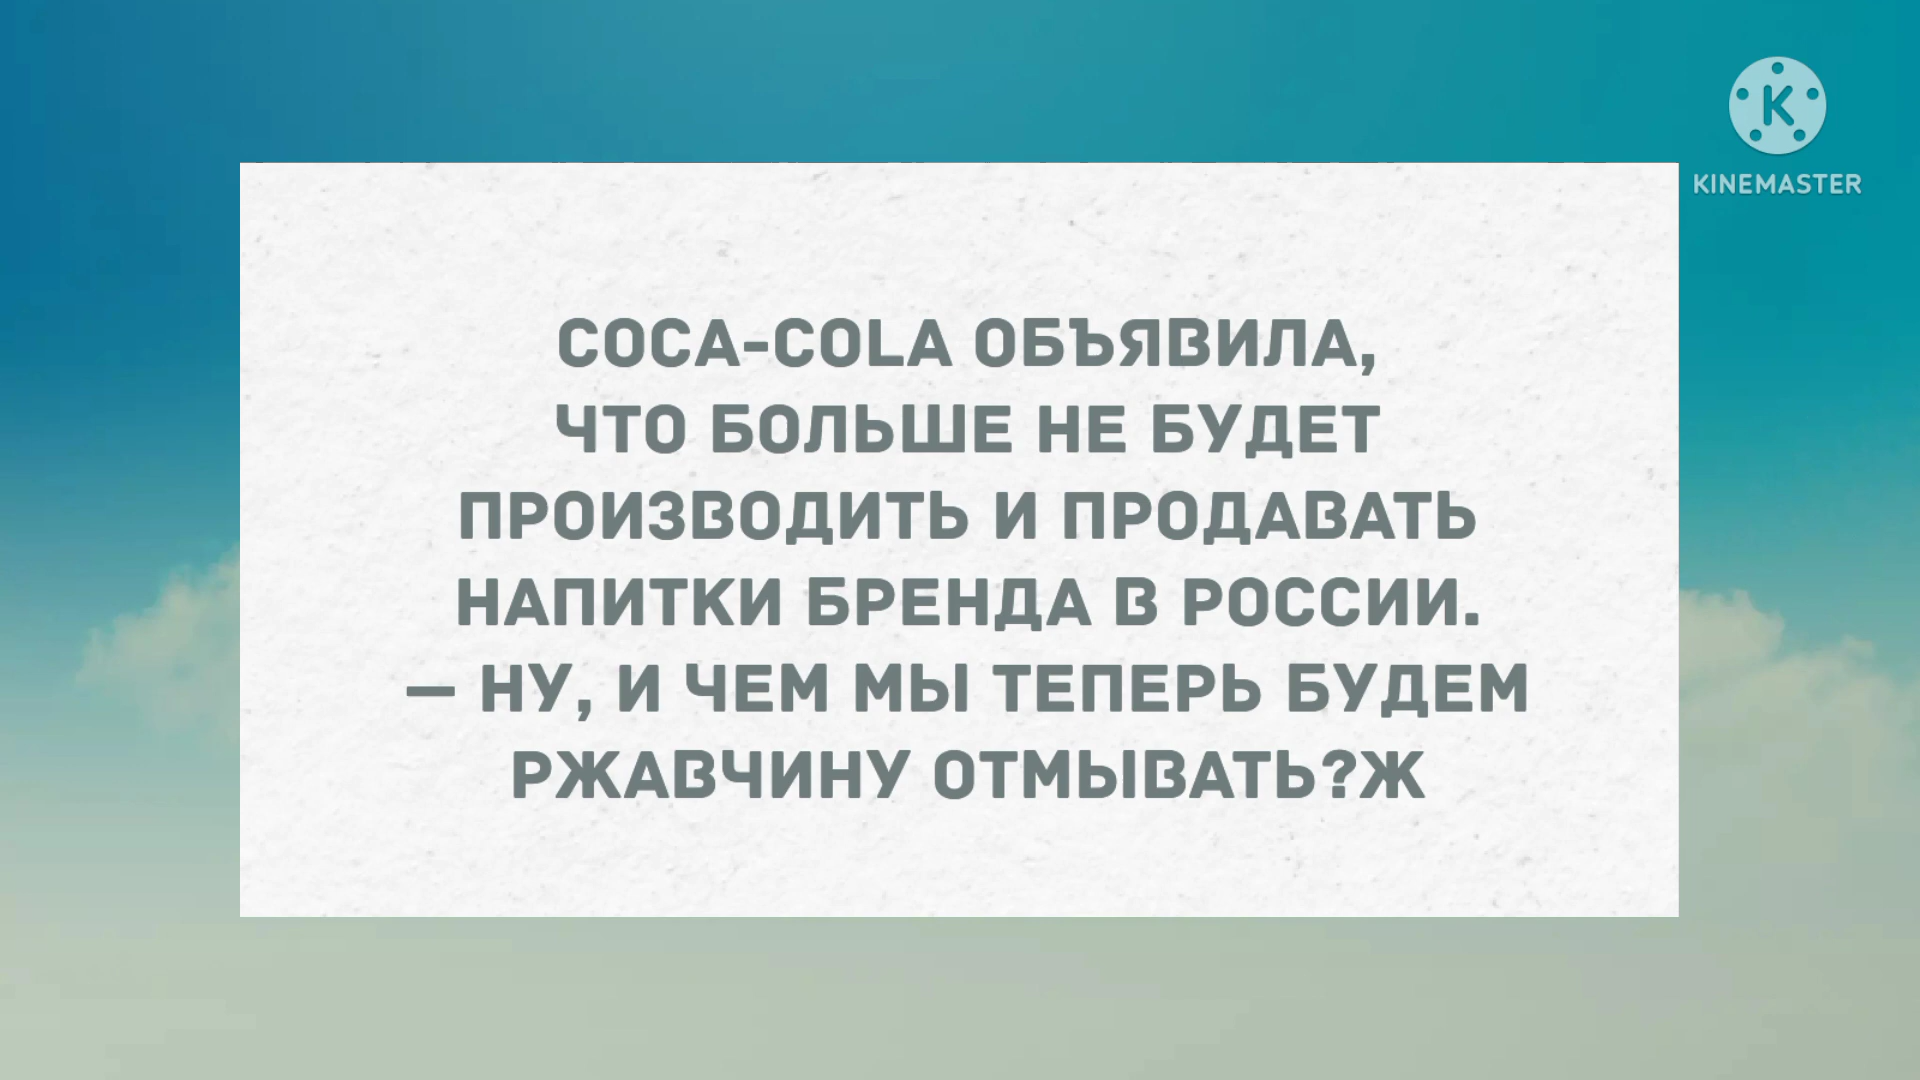 KINEMASTER
COCA-COLA ОБЪЯВИЛА,
ЧТО БОЛЬШЕ НЕ БУДЕТ
ПРОИЗВОДИТЬ И ПРОДАВАТЬ
НАПИТКИ БРЕНДА В РОССИИ.
— НУ, И ЧЕМ МЫ ТЕПЕРЬ БУДЕМ
РЖАВЧИНУ ОТМЫВАТЬ?Ж